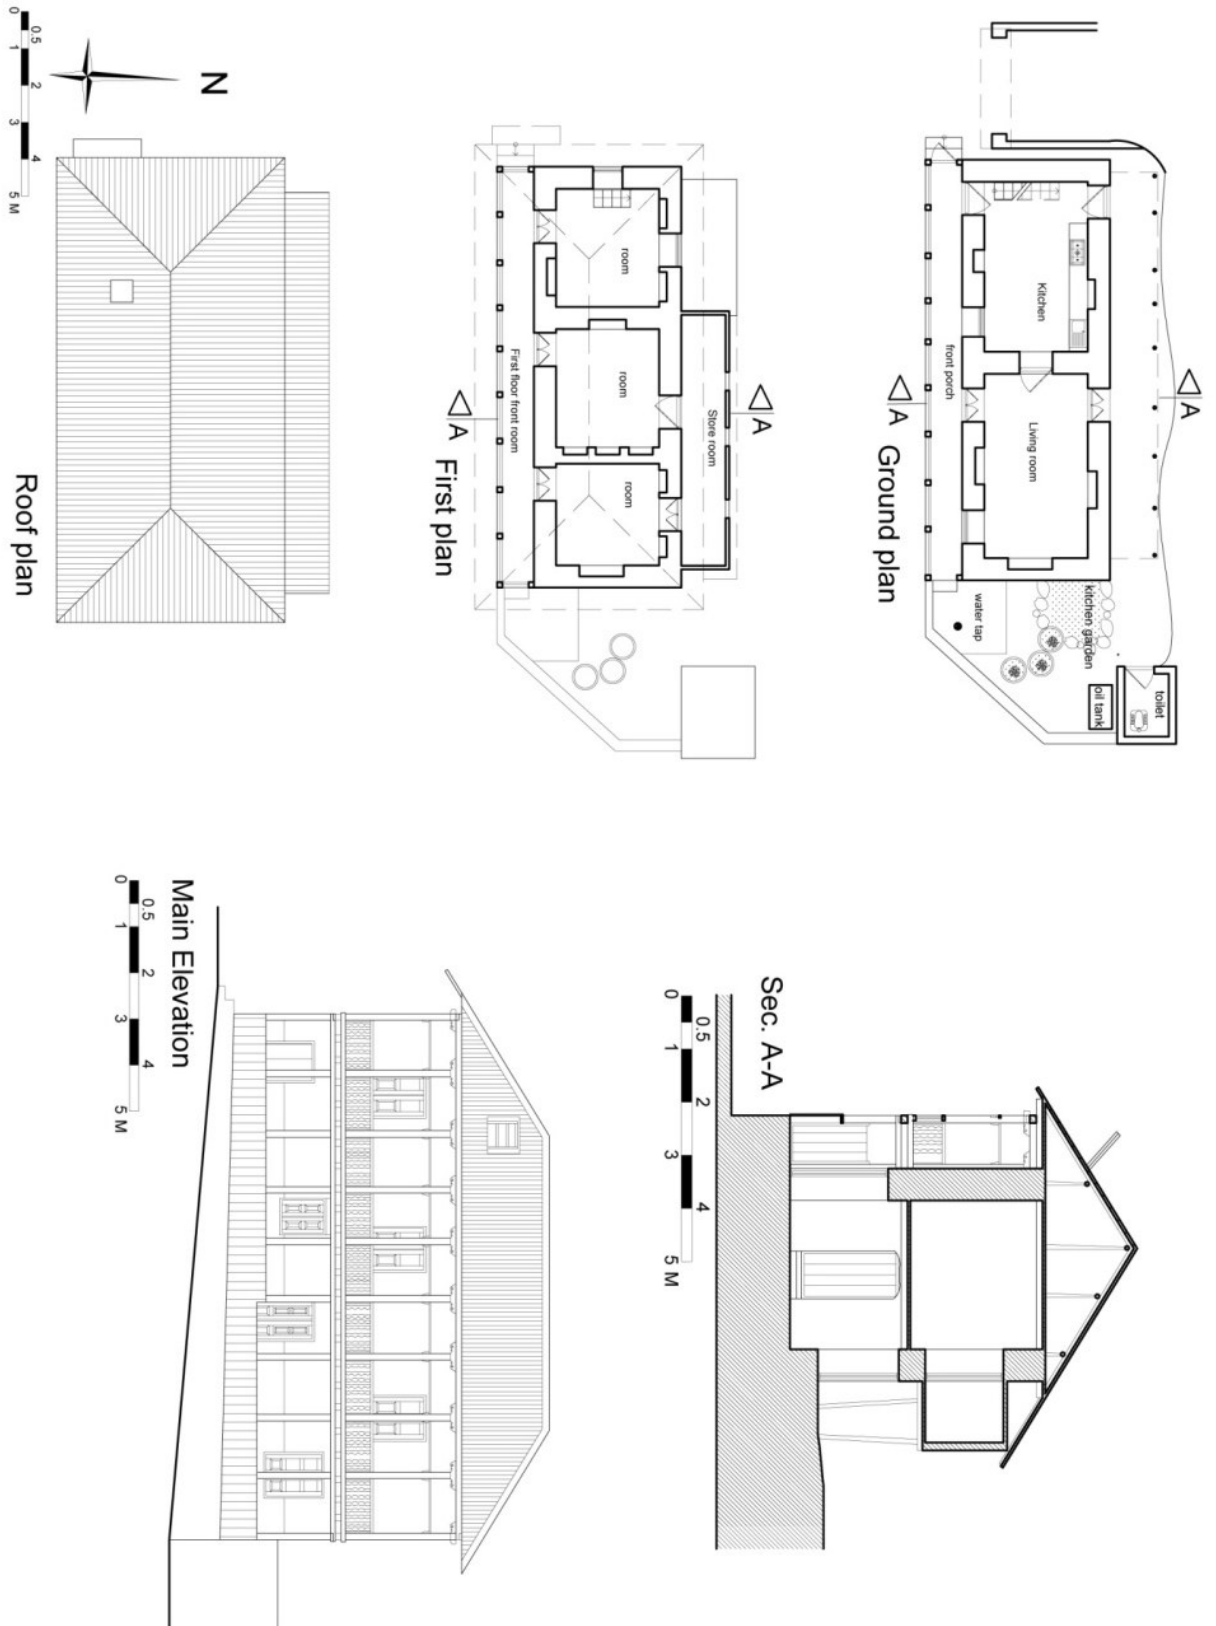 toilet
oil tank
kitchen garden
water tap
Kitchen
Living room
front porch
A
A
Ground plan
room
room
room
Store room
First floor front room
A
A
First plan
N
Roof plan
0 0.5 1 2 3 4 5 M
Sec. A-A
0 0.5 1 2 3 4 5 M
Main Elevation
0 0.5 1 2 3 4 5 M